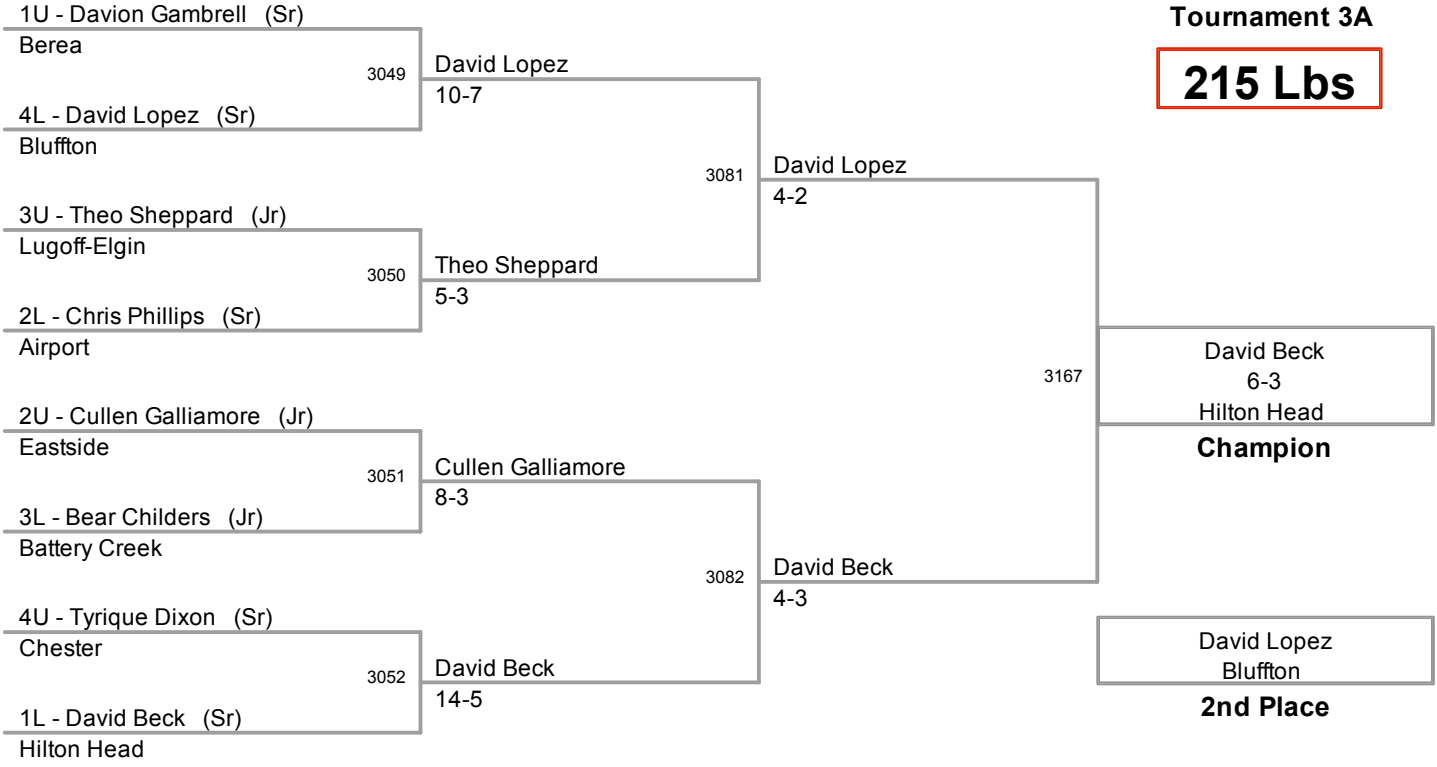 1U - Davion Gambrell (Sr)
Berea
3049
David Lopez
10-7
4L - David Lopez (Sr)
Bluffton
3081
David Lopez
4-2
3U - Theo Sheppard (Jr)
Lugoff-Elgin
3050
Theo Sheppard
5-3
2L - Chris Phillips (Sr)
Airport
2U - Cullen Galliamore (Jr)
Eastside
3051
Cullen Galliamore
8-3
3L - Bear Childers (Jr)
Battery Creek
3082
David Beck
4-3
4U - Tyrique Dixon (Sr)
Chester
3052
David Beck
14-5
1L - David Beck (Sr)
Hilton Head
Tournament 3A
215 Lbs
3167
David Beck
6-3
Hilton Head
Champion
David Lopez
Bluffton
2nd Place